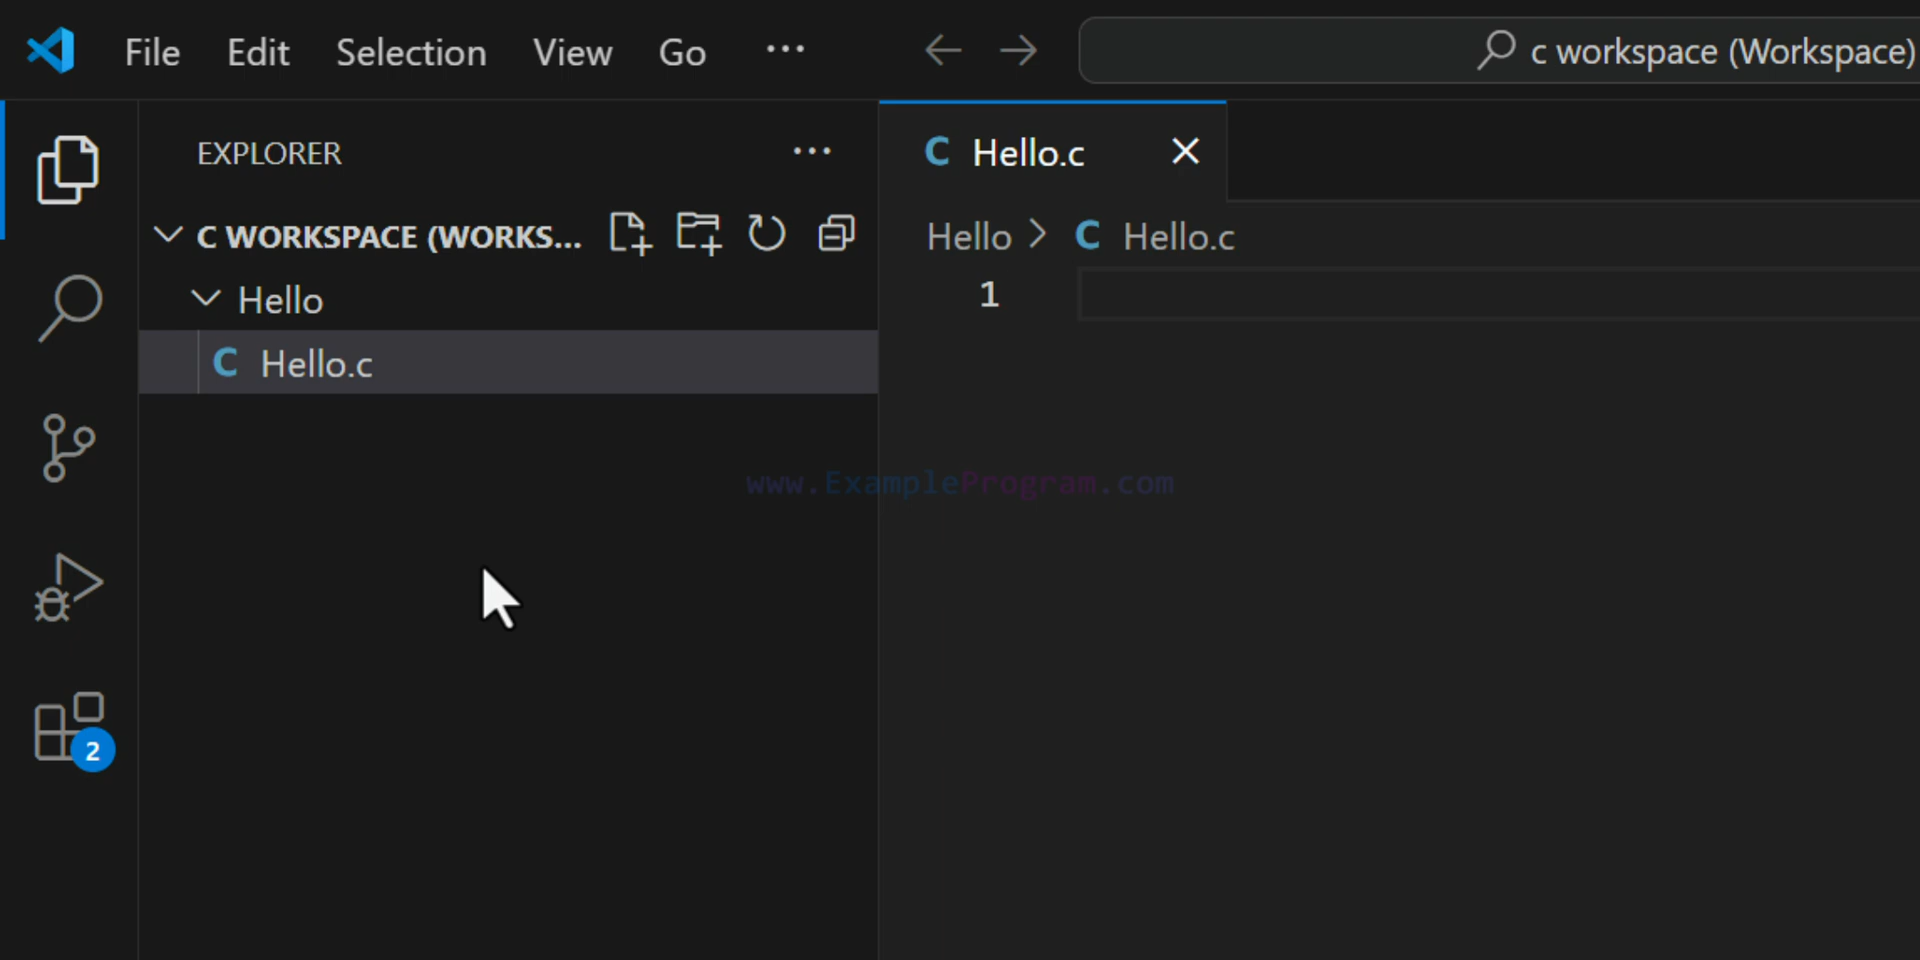 File Edit Selection View Go ... c workspace (Workspace)
EXPLORER ...
C WORKSPACE (WORKS...
Hello
C Hello.c
C Hello.c
Hello > C Hello.c
1
www.ExampleProgram.com
2